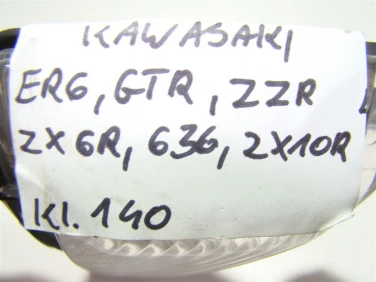 KAWASAKI
ER6, GTR, ZZR
ZX6R, 636, ZX10R
Kl. 140